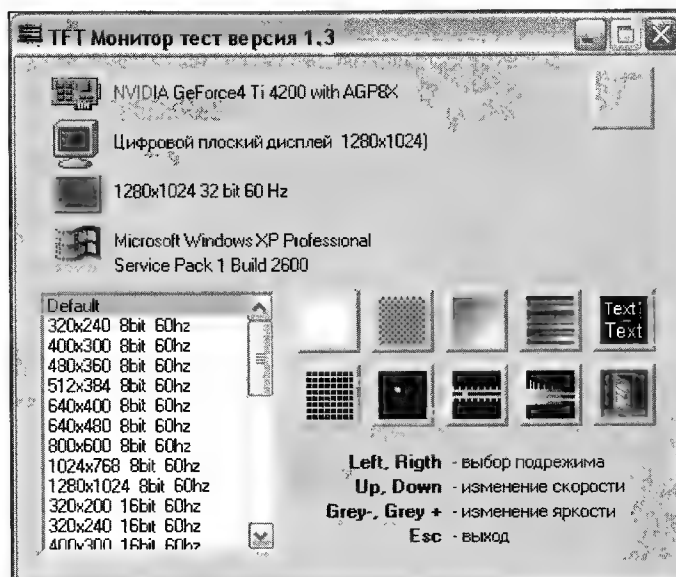 TFT Монитор тест версия 1.3
NVIDIA GeForce4 Ti 4200 with AGP8X
Цифровой плоский дисплей 1280x1024)
1280x1024 32 bit 60 Hz
Microsoft Windows XP Professional
Service Pack 1 Build 2600
Default
320x240 8bit 60hz
400x300 8bit 60hz
480x360 8bit 60hz
512x384 8bit 60hz
640x400 8bit 60hz
640x480 8bit 60hz
800x600 8bit 60hz
1024x768 8bit 60hz
1280x1024 8bit 60hz
320x200 16bit 60hz
320x240 16bit 60hz
400x300 16bit 60hz
Text
Text
Left, Rigth - выбор подрежима
Up, Down - изменение скорости
Grey-, Grey + - изменение яркости
Esc - выход